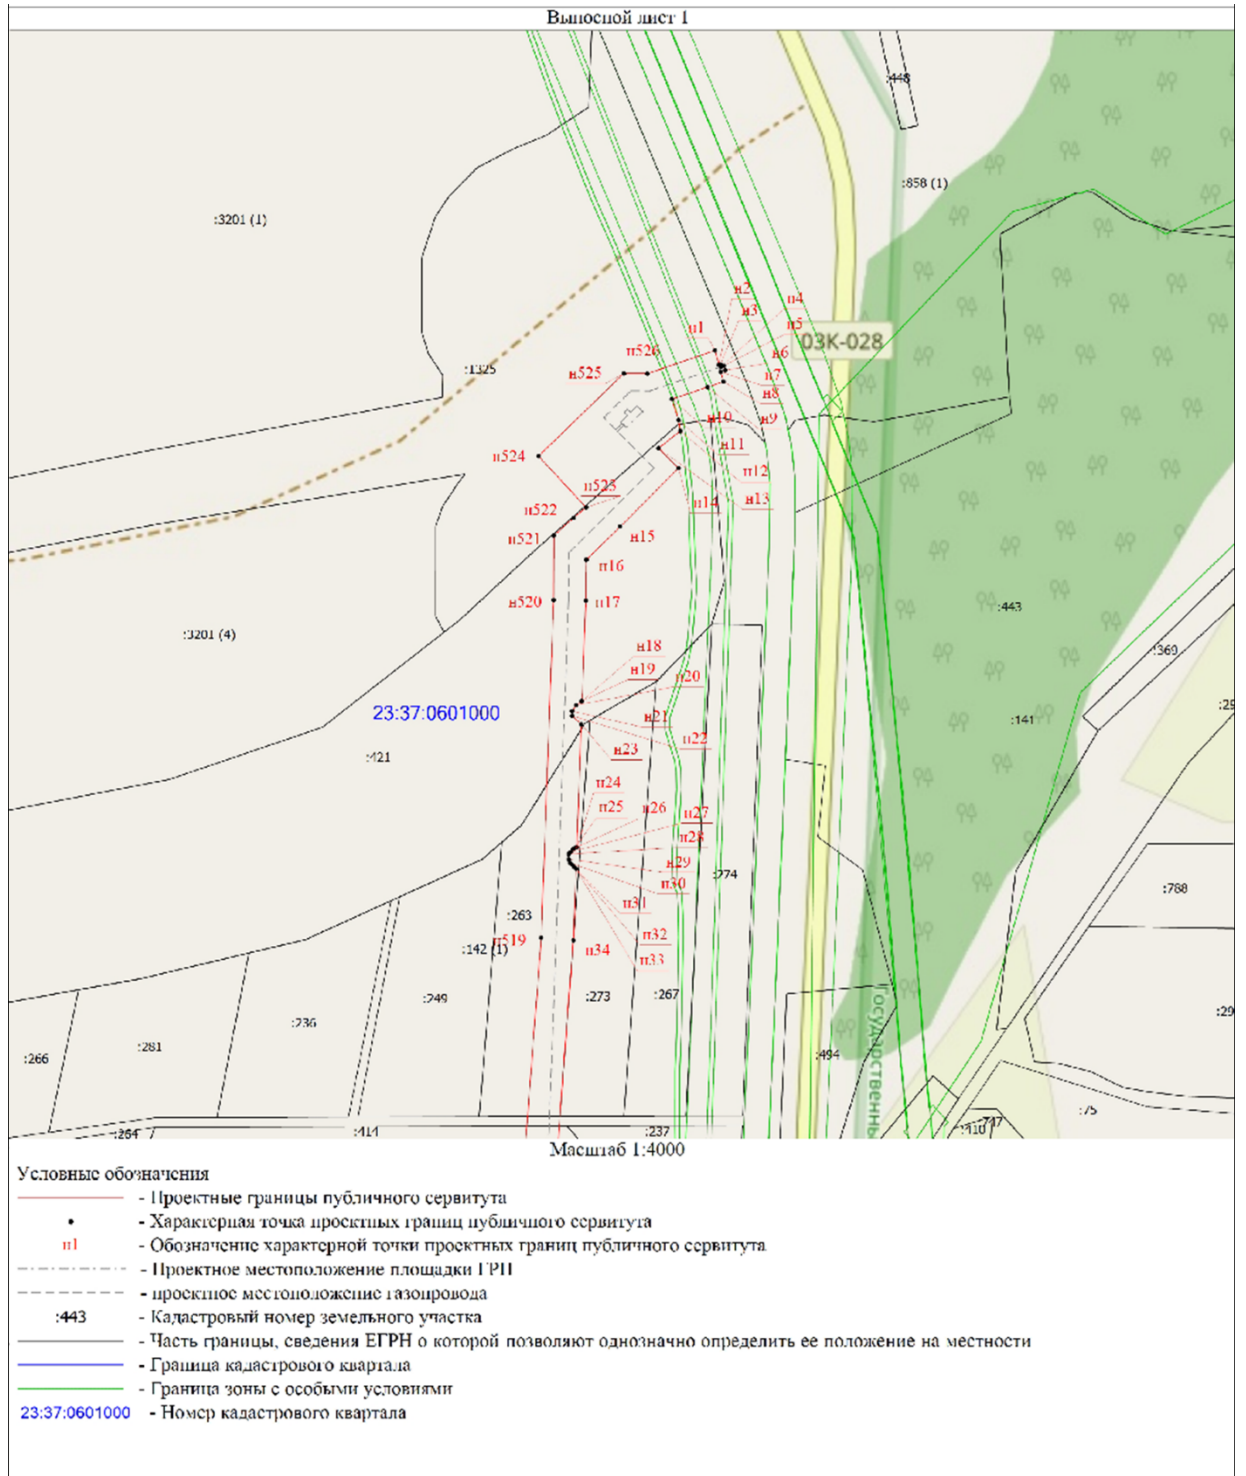 Выносной лист 1
:448
:858 (1)
:3201 (1)
н2
н4
н3
н1
н5
03К-028
н526
н6
:1325
н525
н7
н8
н9
н10
н11
н524
н12
н523
н13
н14
н522
н15
н521
н16
н520
н17
:443
:3201 (4)
н18
:369
н19
н20
23:37:0601000
н21
:141
н22
н23
:421
н24
н25
н26
н27
н28
н29
:774
н30
:788
н31
:263
н32
н519
:142 (1)
н34
н33
:249
:273
:267
:236
:29
:281
:266
:494
Государственны
:75
:264
:414
:237
:410
:747
Масштаб 1:4000
Условные обозначения
- Проектные границы публичного сервитута
- Характерная точка проектных границ публичного сервитута
н1 - Обозначение характерной точки проектных границ публичного сервитута
- Проектное местоположение площадки ГРП
- проектное местоположение газопровода
:443 - Кадастровый номер земельного участка
- Часть границы, сведения ЕГРН о которой позволяют однозначно определить ее положение на местности
- Граница кадастрового квартала
- Граница зоны с особыми условиями
23:37:0601000 - Номер кадастрового квартала